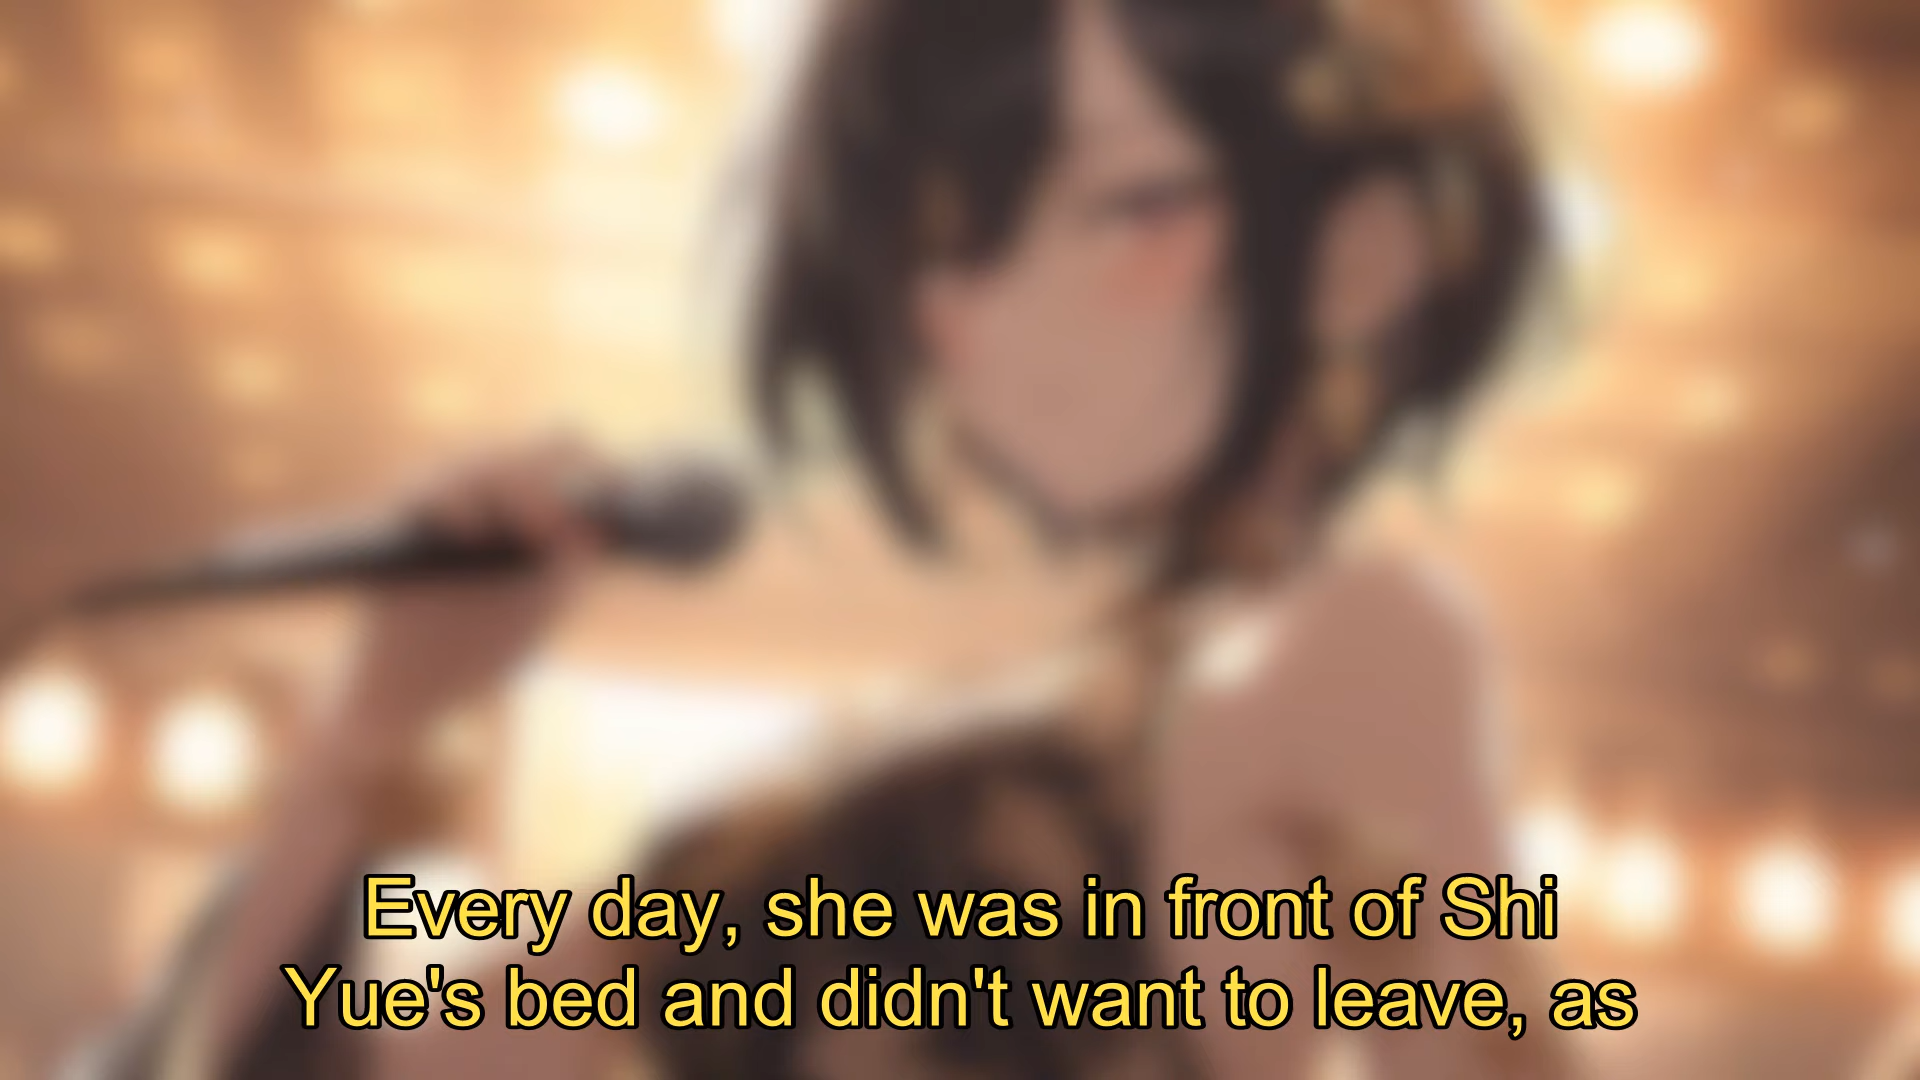 Every day, she was in front of Shi
Yue's bed and didn't want to leave, as